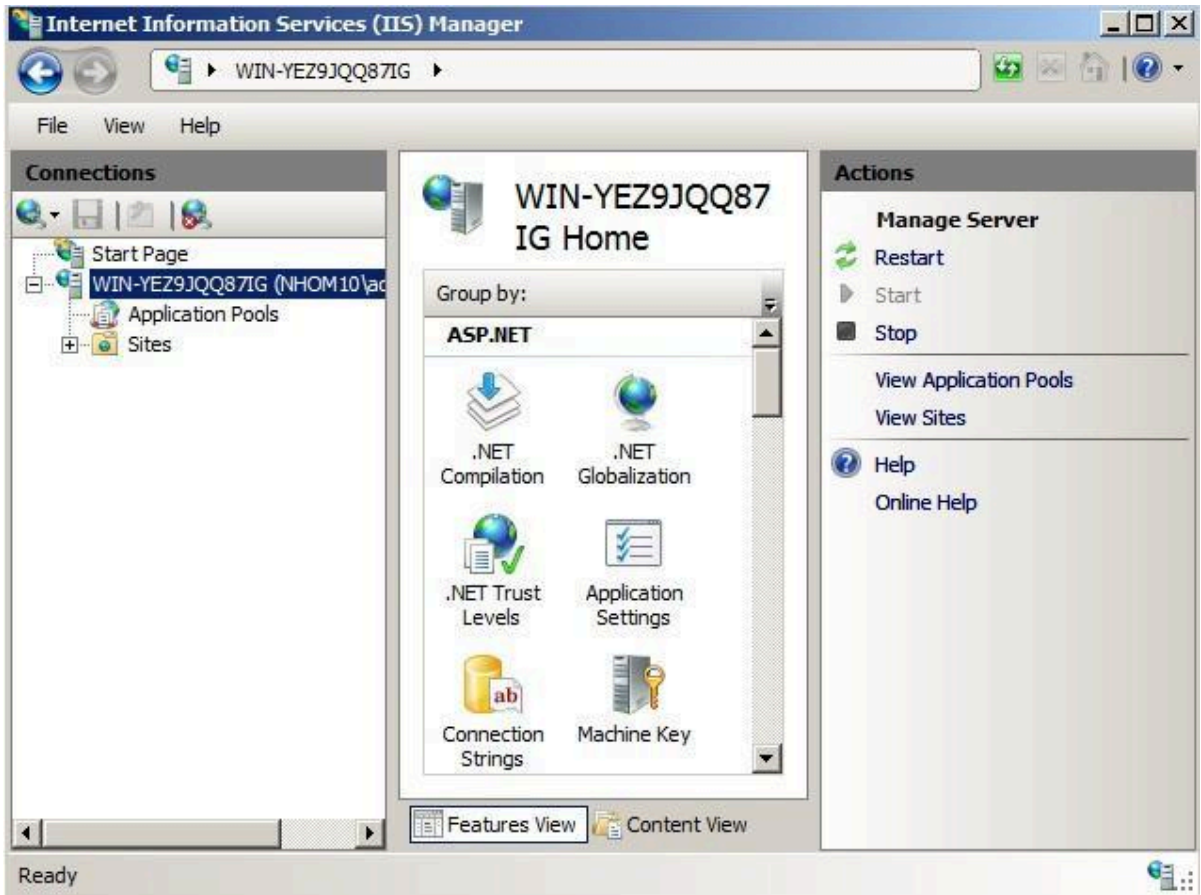 Internet Information Services (IIS) Manager
WIN-YEZ9JQQ87IG
File View Help
Connections
Start Page
WIN-YEZ9JQQ87IG (NHOM10\ad
Application Pools
Sites
WIN-YEZ9JQQ87
IG Home
Group by:
ASP.NET
.NET
Compilation
.NET
Globalization
.NET Trust
Levels
Application
Settings
ab
Connection
Strings
Machine Key
Features View
Content View
Actions
Manage Server
Restart
Start
Stop
View Application Pools
View Sites
Help
Online Help
Ready